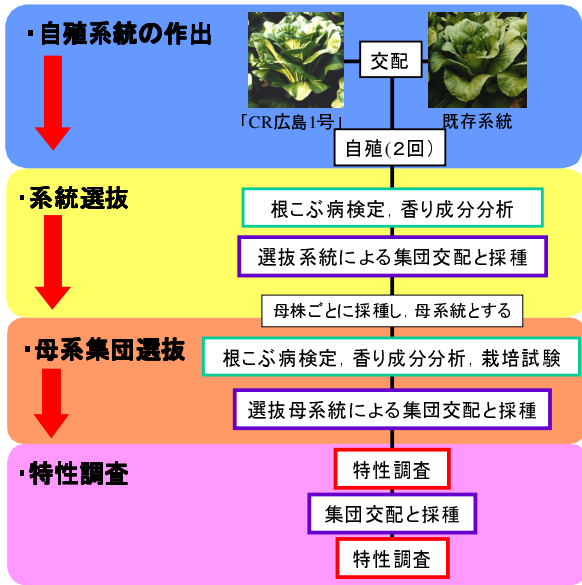 ・自殖系統の作出
交配
「CR広島1号」
既存系統
自殖(2回)
・系統選抜
根こぶ病検定, 香り成分分析
選抜系統による集団交配と採種
母株ごとに採種し, 母系統とする
・母系集団選抜
根こぶ病検定, 香り成分分析, 栽培試験
選抜母系統による集団交配と採種
・特性調査
特性調査
集団交配と採種
特性調査